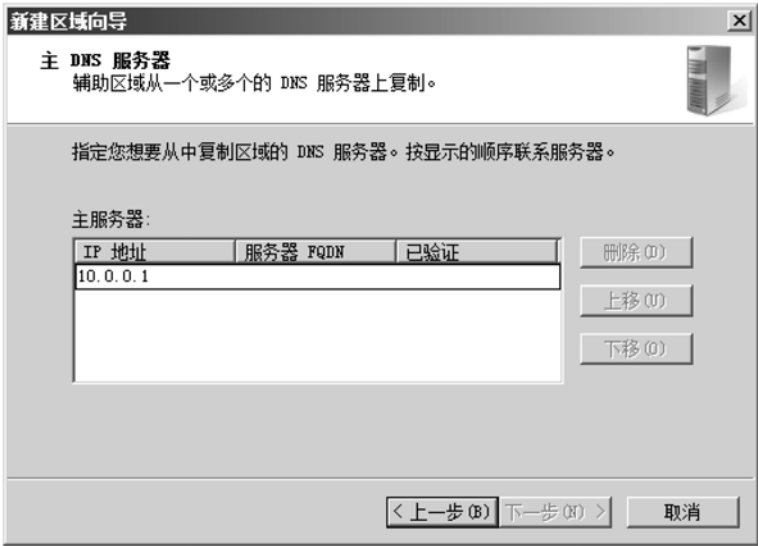 新建区域向导
主 DNS 服务器
辅助区域从一个或多个的 DNS 服务器上复制。
指定您想要从中复制区域的 DNS 服务器。按显示的顺序联系服务器。
主服务器:
IP 地址 服务器 FQDN 已验证
10.0.0.1
删除(D)
上移(U)
下移(O)
< 上一步(B) 下一步(N) > 取消